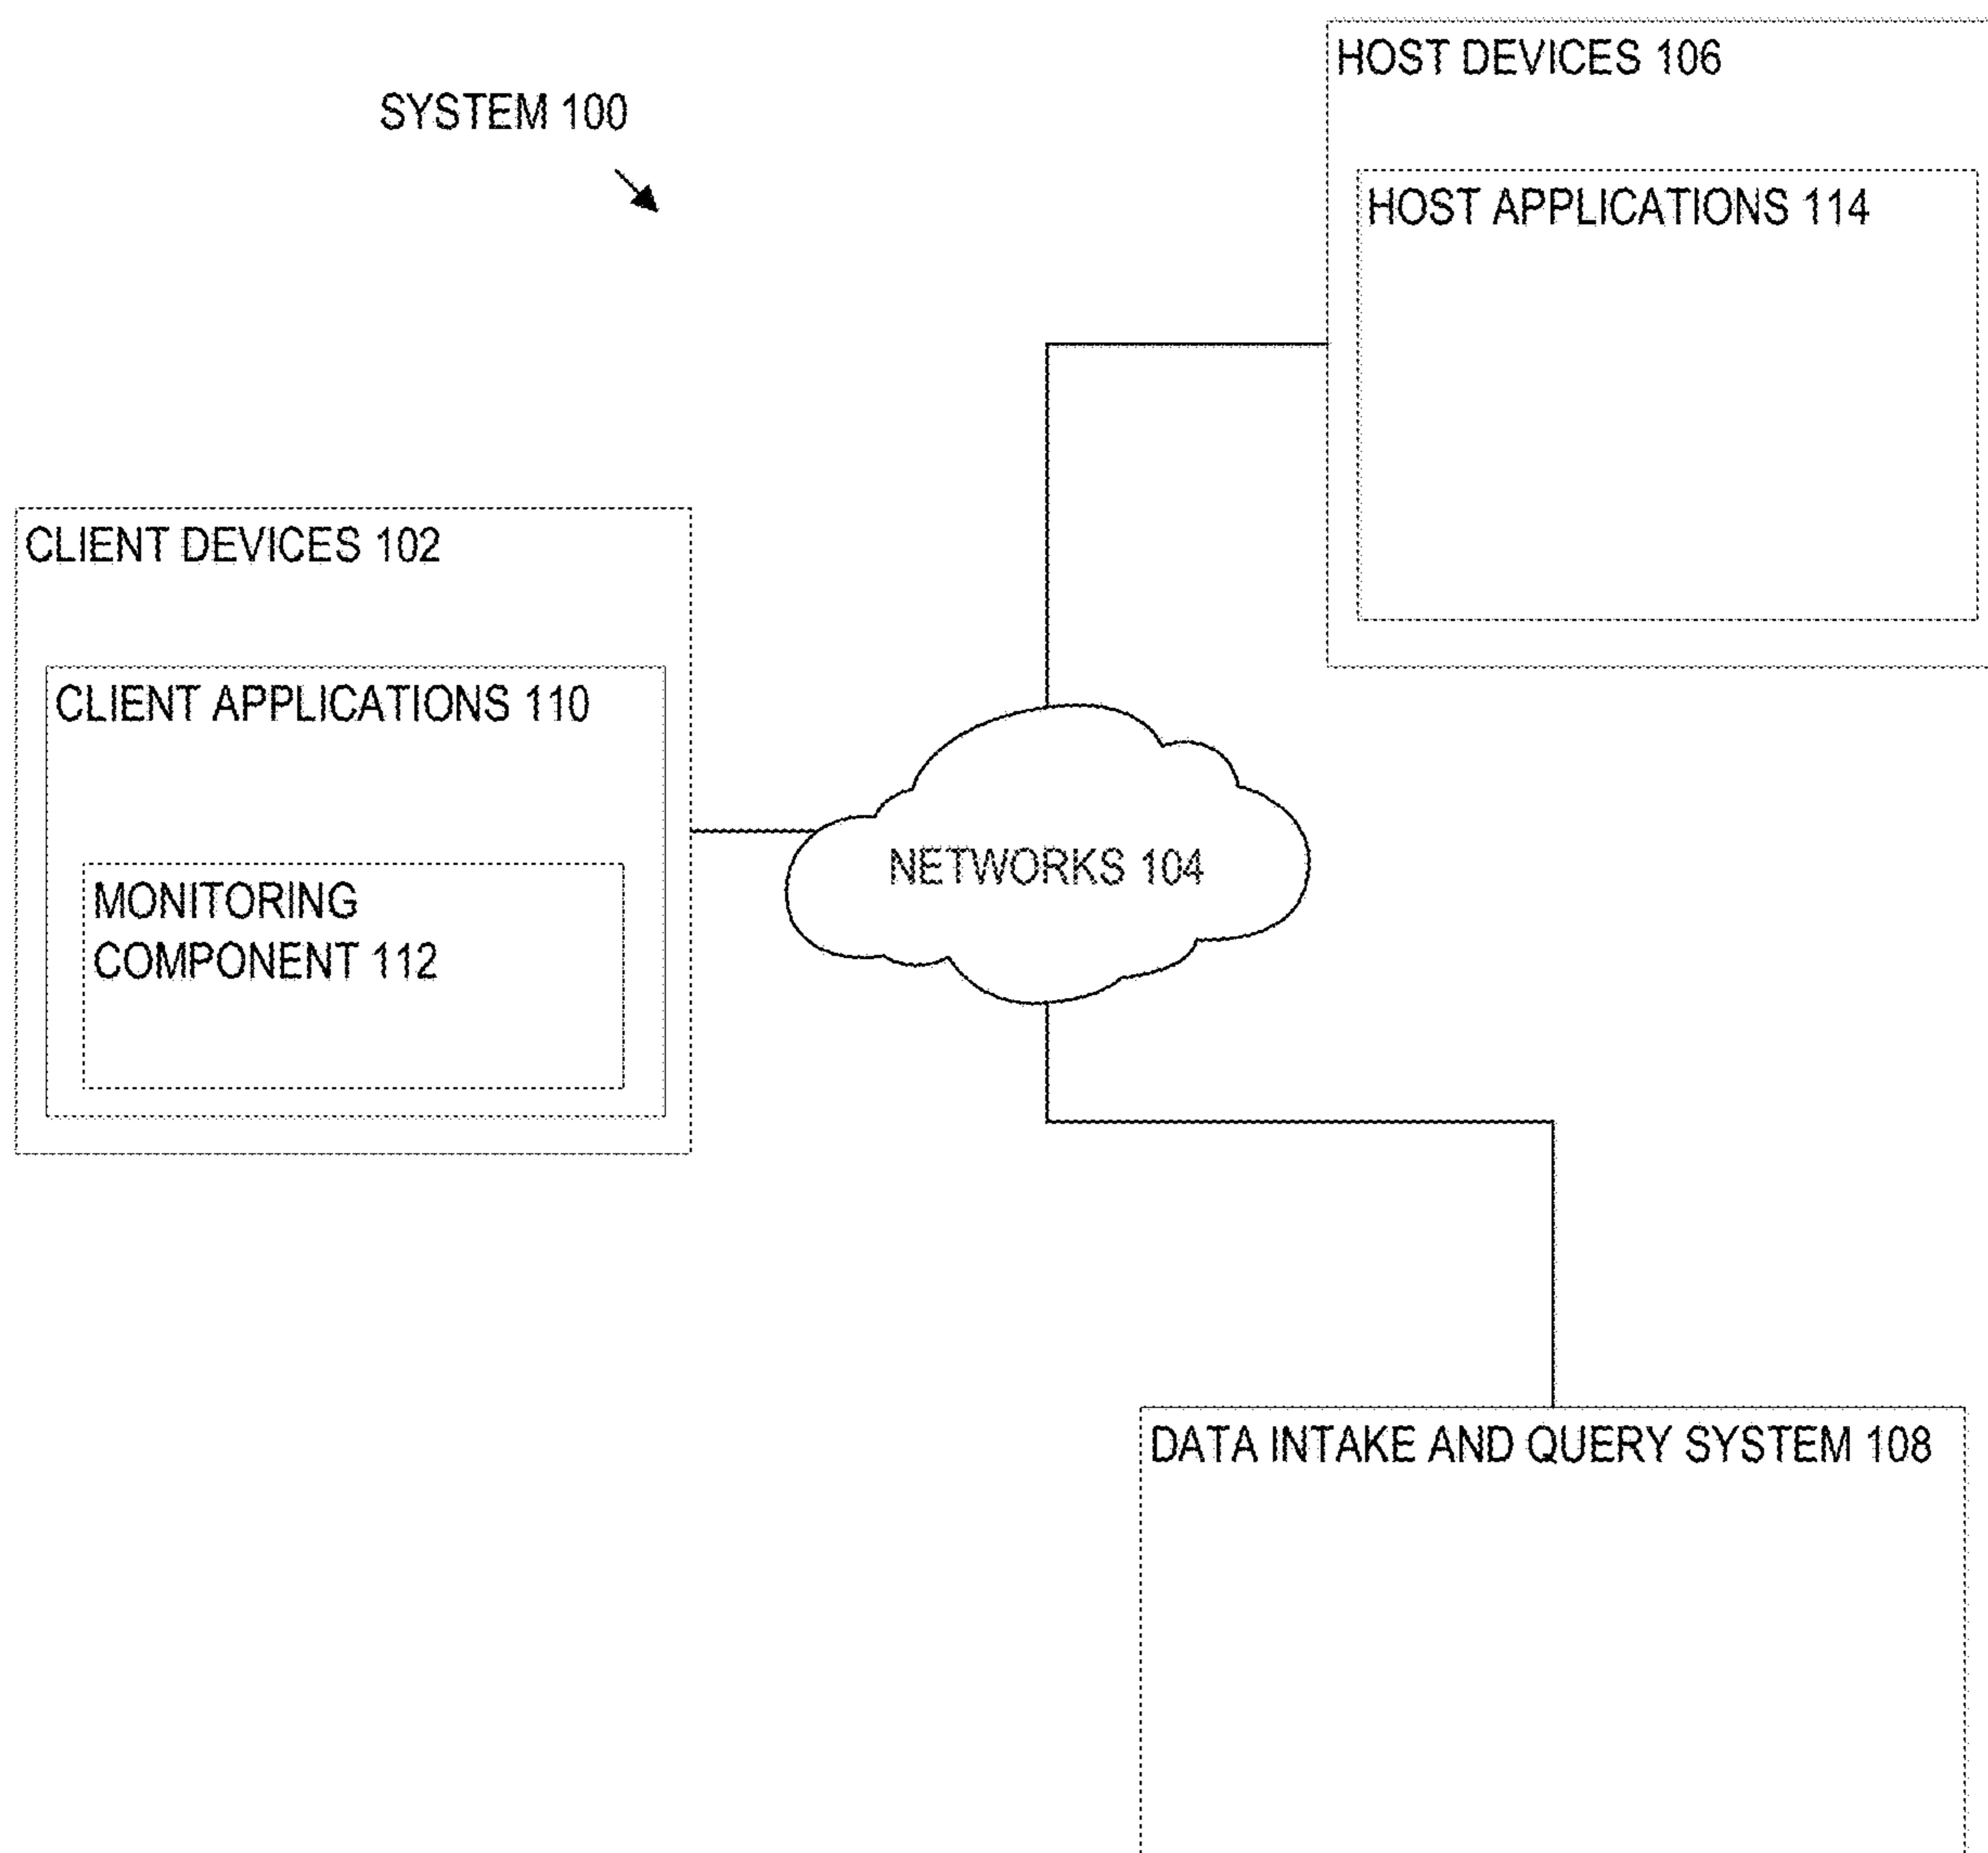 SYSTEM 100
HOST DEVICES 106
HOST APPLICATIONS 114
CLIENT DEVICES 102
CLIENT APPLICATIONS 110
MONITORING
COMPONENT 112
NETWORKS 104
DATA INTAKE AND QUERY SYSTEM 108